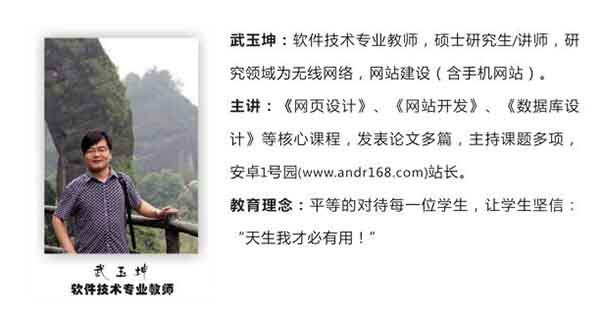 武玉坤：软件技术专业教师，硕士研究生/讲师，研
究领域为无线网络，网站建设（含手机网站）。
主讲：《网页设计》、《网站开发》、《数据库设
计》等核心课程，发表论文多篇，主持课题多项，
安卓1号园(www.andr168.com)站长。
教育理念：平等的对待每一位学生，让学生坚信：
“天生我才必有用！”
武玉坤
软件技术专业教师